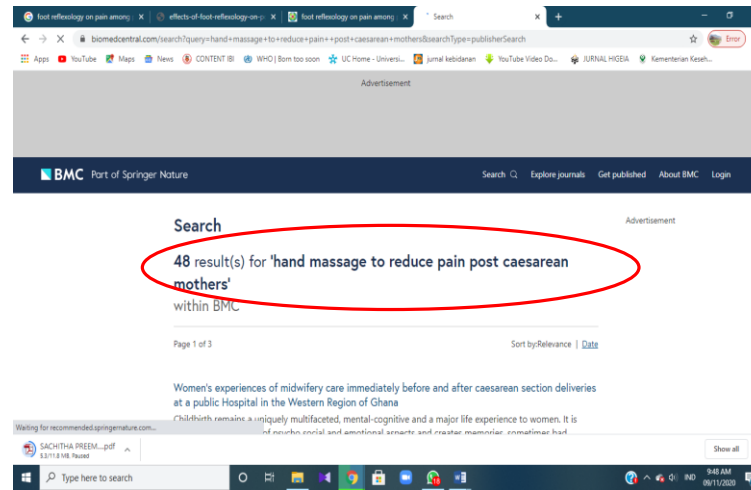 foot reflexology on pain among
effects-of-foot-reflexology-on-p
foot reflexology on pain among
Search
biomedcentral.com/search?query=hand+massage+to+reduce+pain++post+caesarean+mothers&searchType=publisherSearch
Error
Apps YouTube Maps News CONTENT IBI WHO | Born too soon UC Home - Universi... jurnal kebidanan YouTube Video Do... JURNAL HIGEIA Kementerian Keseh...
Advertisement
BMC Part of Springer Nature
Search Explore journals Get published About BMC Login
Search
Advertisement
48 result(s) for 'hand massage to reduce pain post caesarean
mothers'
within BMC
Page 1 of 3
Sort by:Relevance | Date
Women's experiences of midwifery care immediately before and after caesarean section deliveries
at a public Hospital in the Western Region of Ghana
Childbirth remains a uniquely multifaceted, mental-cognitive and a major life experience to women. It is
of psycho social and emotional aspects and creates memories, sometimes bad
Waiting for recommended.springernature.com...
SACHITHA PREEM....pdf
3.3/11.8 MB, Paused
Show all
Type here to search
IND
9:48 AM
09/11/2020